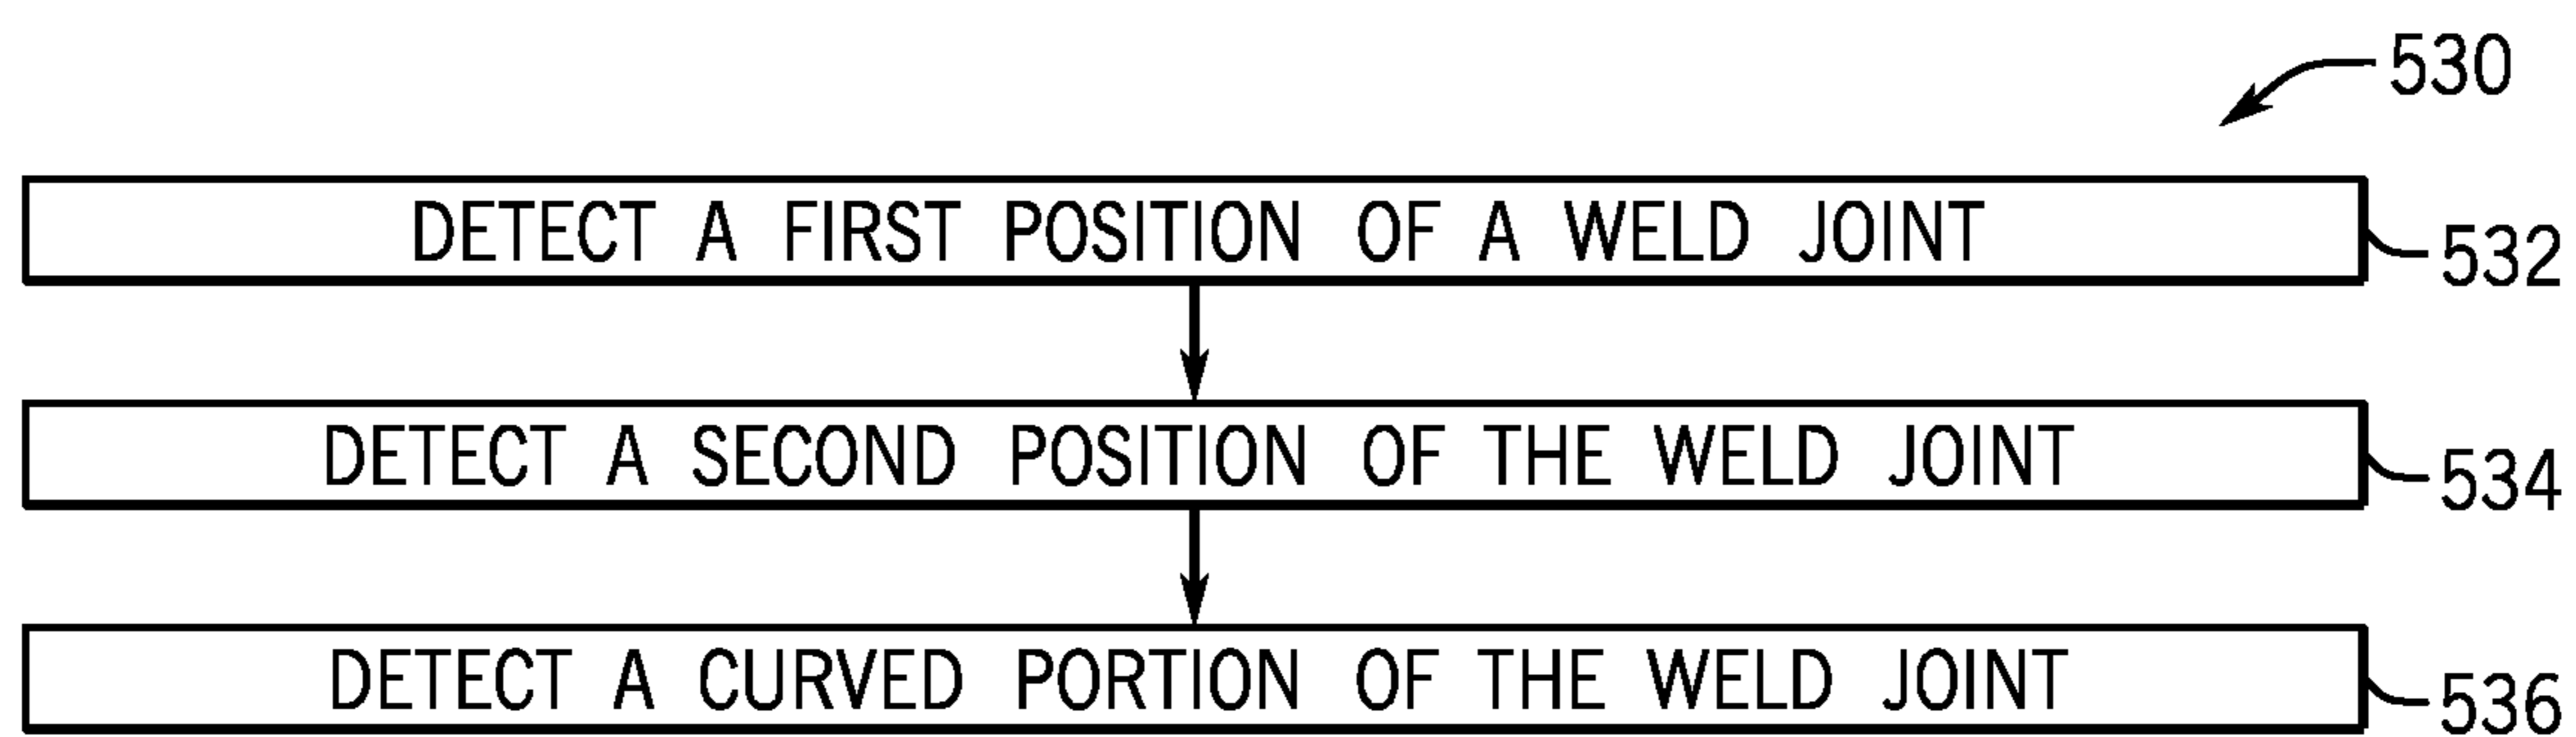 530
DETECT A FIRST POSITION OF A WELD JOINT
532
DETECT A SECOND POSITION OF THE WELD JOINT
534
DETECT A CURVED PORTION OF THE WELD JOINT
536